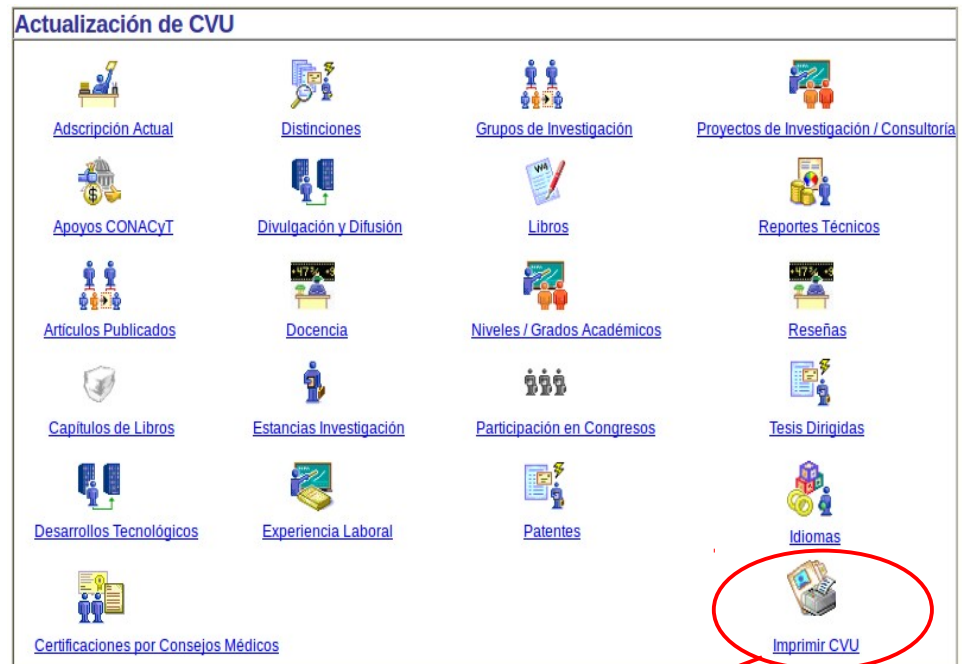 Actualización de CVU
Adscripción Actual
Distinciones
Grupos de Investigación
Proyectos de Investigación / Consultoría
Apoyos CONACyT
Divulgación y Difusión
Libros
Reportes Técnicos
Artículos Publicados
Docencia
Niveles / Grados Académicos
Reseñas
Capítulos de Libros
Estancias Investigación
Participación en Congresos
Tesis Dirigidas
Desarrollos Tecnológicos
Experiencia Laboral
Patentes
Idiomas
Certificaciones por Consejos Médicos
Imprimir CVU